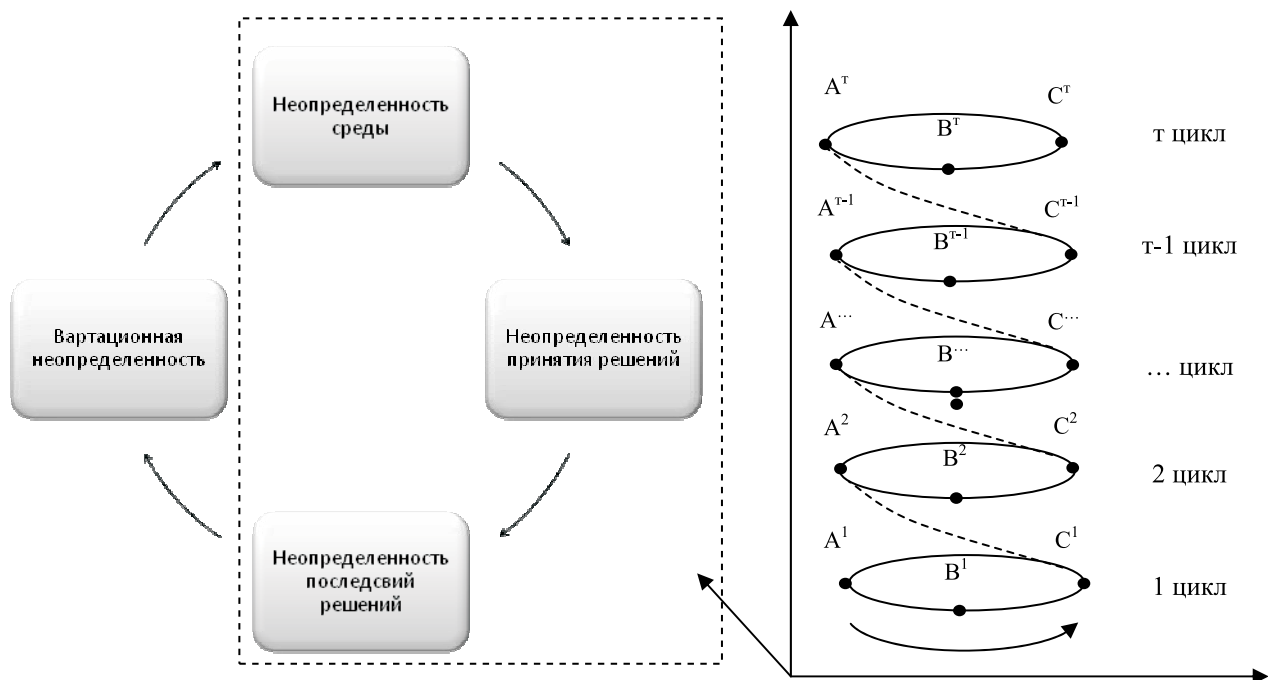 Неопределенность
среды
Вартационная
неопределенность
Неопределенность
принятия решений
Неопределенность
последсвий
решений
Aᵀ
Cᵀ
Bᵀ
т цикл
Aᵀ⁻¹
Cᵀ⁻¹
Bᵀ⁻¹
т-1 цикл
A…
C…
B…
… цикл
A²
C²
B²
2 цикл
A¹
C¹
B¹
1 цикл